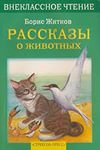 ВНЕКЛАССНОЕ ЧТЕНИЕ
Борис Житков
РАССКАЗЫ
О ЖИВОТНЫХ